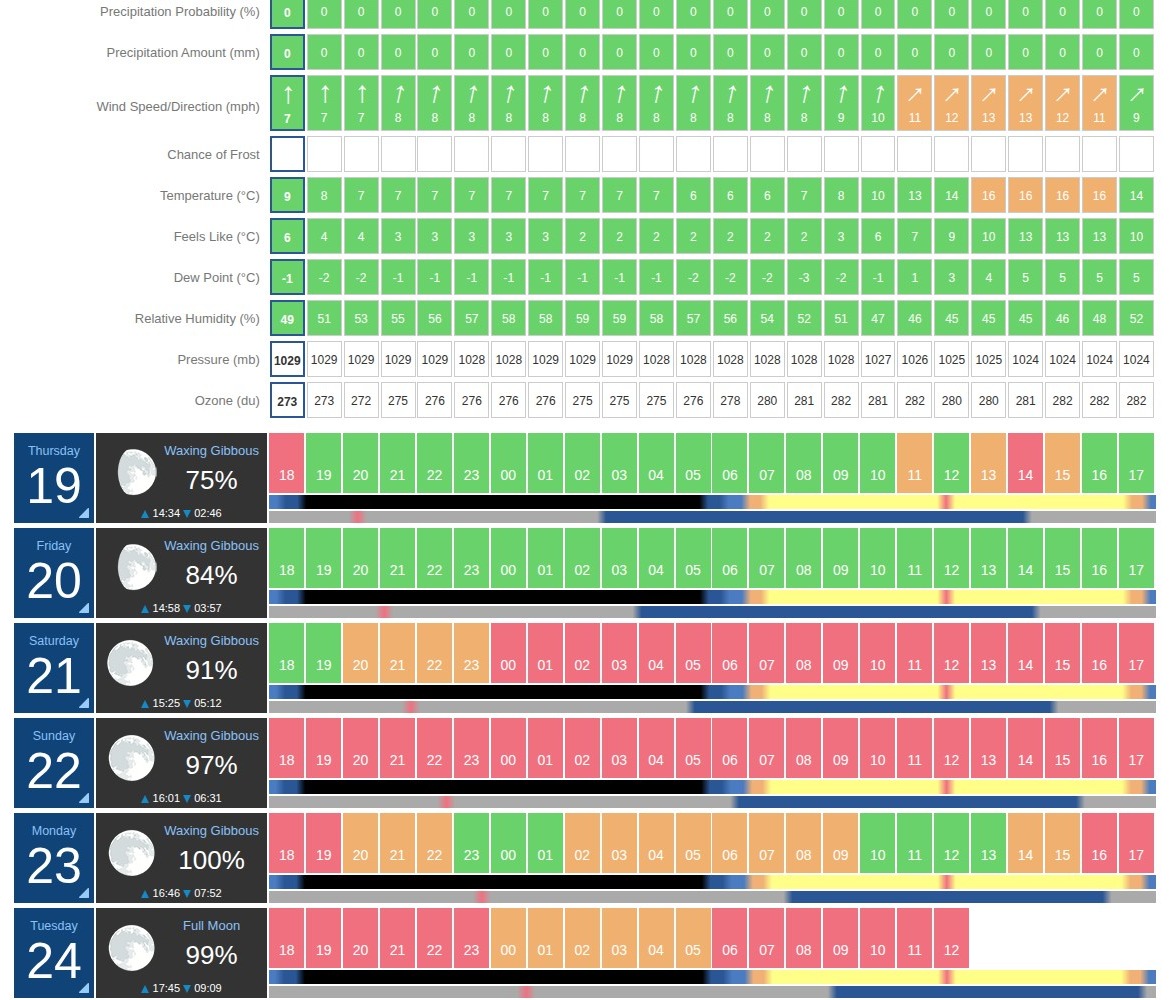 Precipitation Probability (%) 0 0 0 0 0 0 0 0 0 0 0 0 0 0 0 0 0 0 0 0 0 0 0 0
Precipitation Amount (mm) 0 0 0 0 0 0 0 0 0 0 0 0 0 0 0 0 0 0 0 0 0 0 0 0
Wind Speed/Direction (mph) 7 7 7 8 8 8 8 8 8 8 8 8 8 8 8 9 10 11 12 13 13 12 11 9
Chance of Frost
Temperature (°C) 9 8 7 7 7 7 7 7 7 7 7 6 6 6 7 8 10 13 14 16 16 16 16 14
Feels Like (°C) 6 4 4 3 3 3 3 3 2 2 2 2 2 2 2 3 6 7 9 10 13 13 13 10
Dew Point (°C) -1 -2 -2 -1 -1 -1 -1 -1 -1 -1 -1 -2 -2 -2 -3 -2 -1 1 3 4 5 5 5 5
Relative Humidity (%) 49 51 53 55 56 57 58 58 59 59 58 57 56 54 52 51 47 46 45 45 45 46 48 52
Pressure (mb) 1029 1029 1029 1029 1029 1028 1028 1029 1029 1029 1028 1028 1028 1028 1028 1028 1027 1026 1025 1025 1024 1024 1024 1024
Ozone (du) 273 273 272 275 276 276 276 276 275 275 275 276 278 280 281 282 281 282 280 280 281 282 282 282
Thursday Waxing Gibbous
19 75% 18 19 20 21 22 23 00 01 02 03 04 05 06 07 08 09 10 11 12 13 14 15 16 17
14:34 02:46
Friday Waxing Gibbous
20 84% 18 19 20 21 22 23 00 01 02 03 04 05 06 07 08 09 10 11 12 13 14 15 16 17
14:58 03:57
Saturday Waxing Gibbous
21 91% 18 19 20 21 22 23 00 01 02 03 04 05 06 07 08 09 10 11 12 13 14 15 16 17
15:25 05:12
Sunday Waxing Gibbous
22 97% 18 19 20 21 22 23 00 01 02 03 04 05 06 07 08 09 10 11 12 13 14 15 16 17
16:01 06:31
Monday Waxing Gibbous
23 100% 18 19 20 21 22 23 00 01 02 03 04 05 06 07 08 09 10 11 12 13 14 15 16 17
16:46 07:52
Tuesday Full Moon
24 99% 18 19 20 21 22 23 00 01 02 03 04 05 06 07 08 09 10 11 12
17:45 09:09